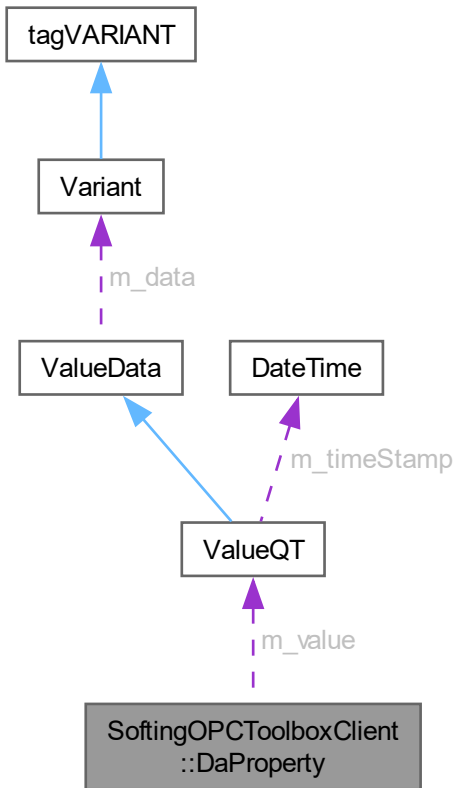 tagVARIANT
Variant
m_data
ValueData
DateTime
m_timeStamp
ValueQT
m_value
SoftingOPCToolboxClient
::DaProperty